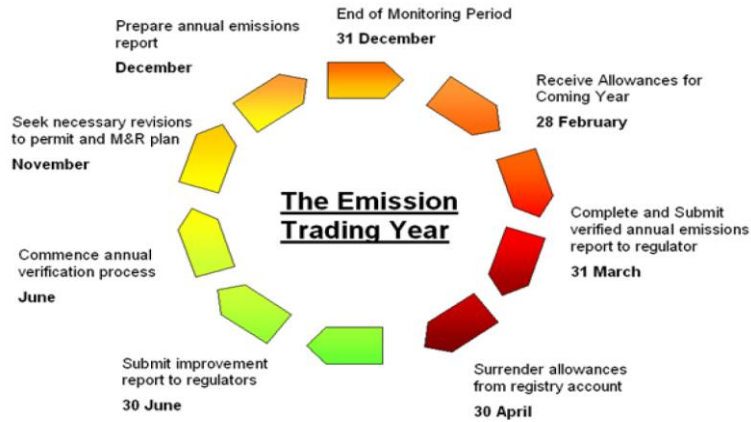 End of Monitoring Period
31 December
Receive Allowances for
Coming Year
28 February
Complete and Submit
verified annual emissions
report to regulator
31 March
Surrender allowances
from registry account
30 April
Submit improvement
report to regulators
30 June
Commence annual
verification process
June
Seek necessary revisions
to permit and M&R plan
November
Prepare annual emissions
report
December
The Emission
Trading Year